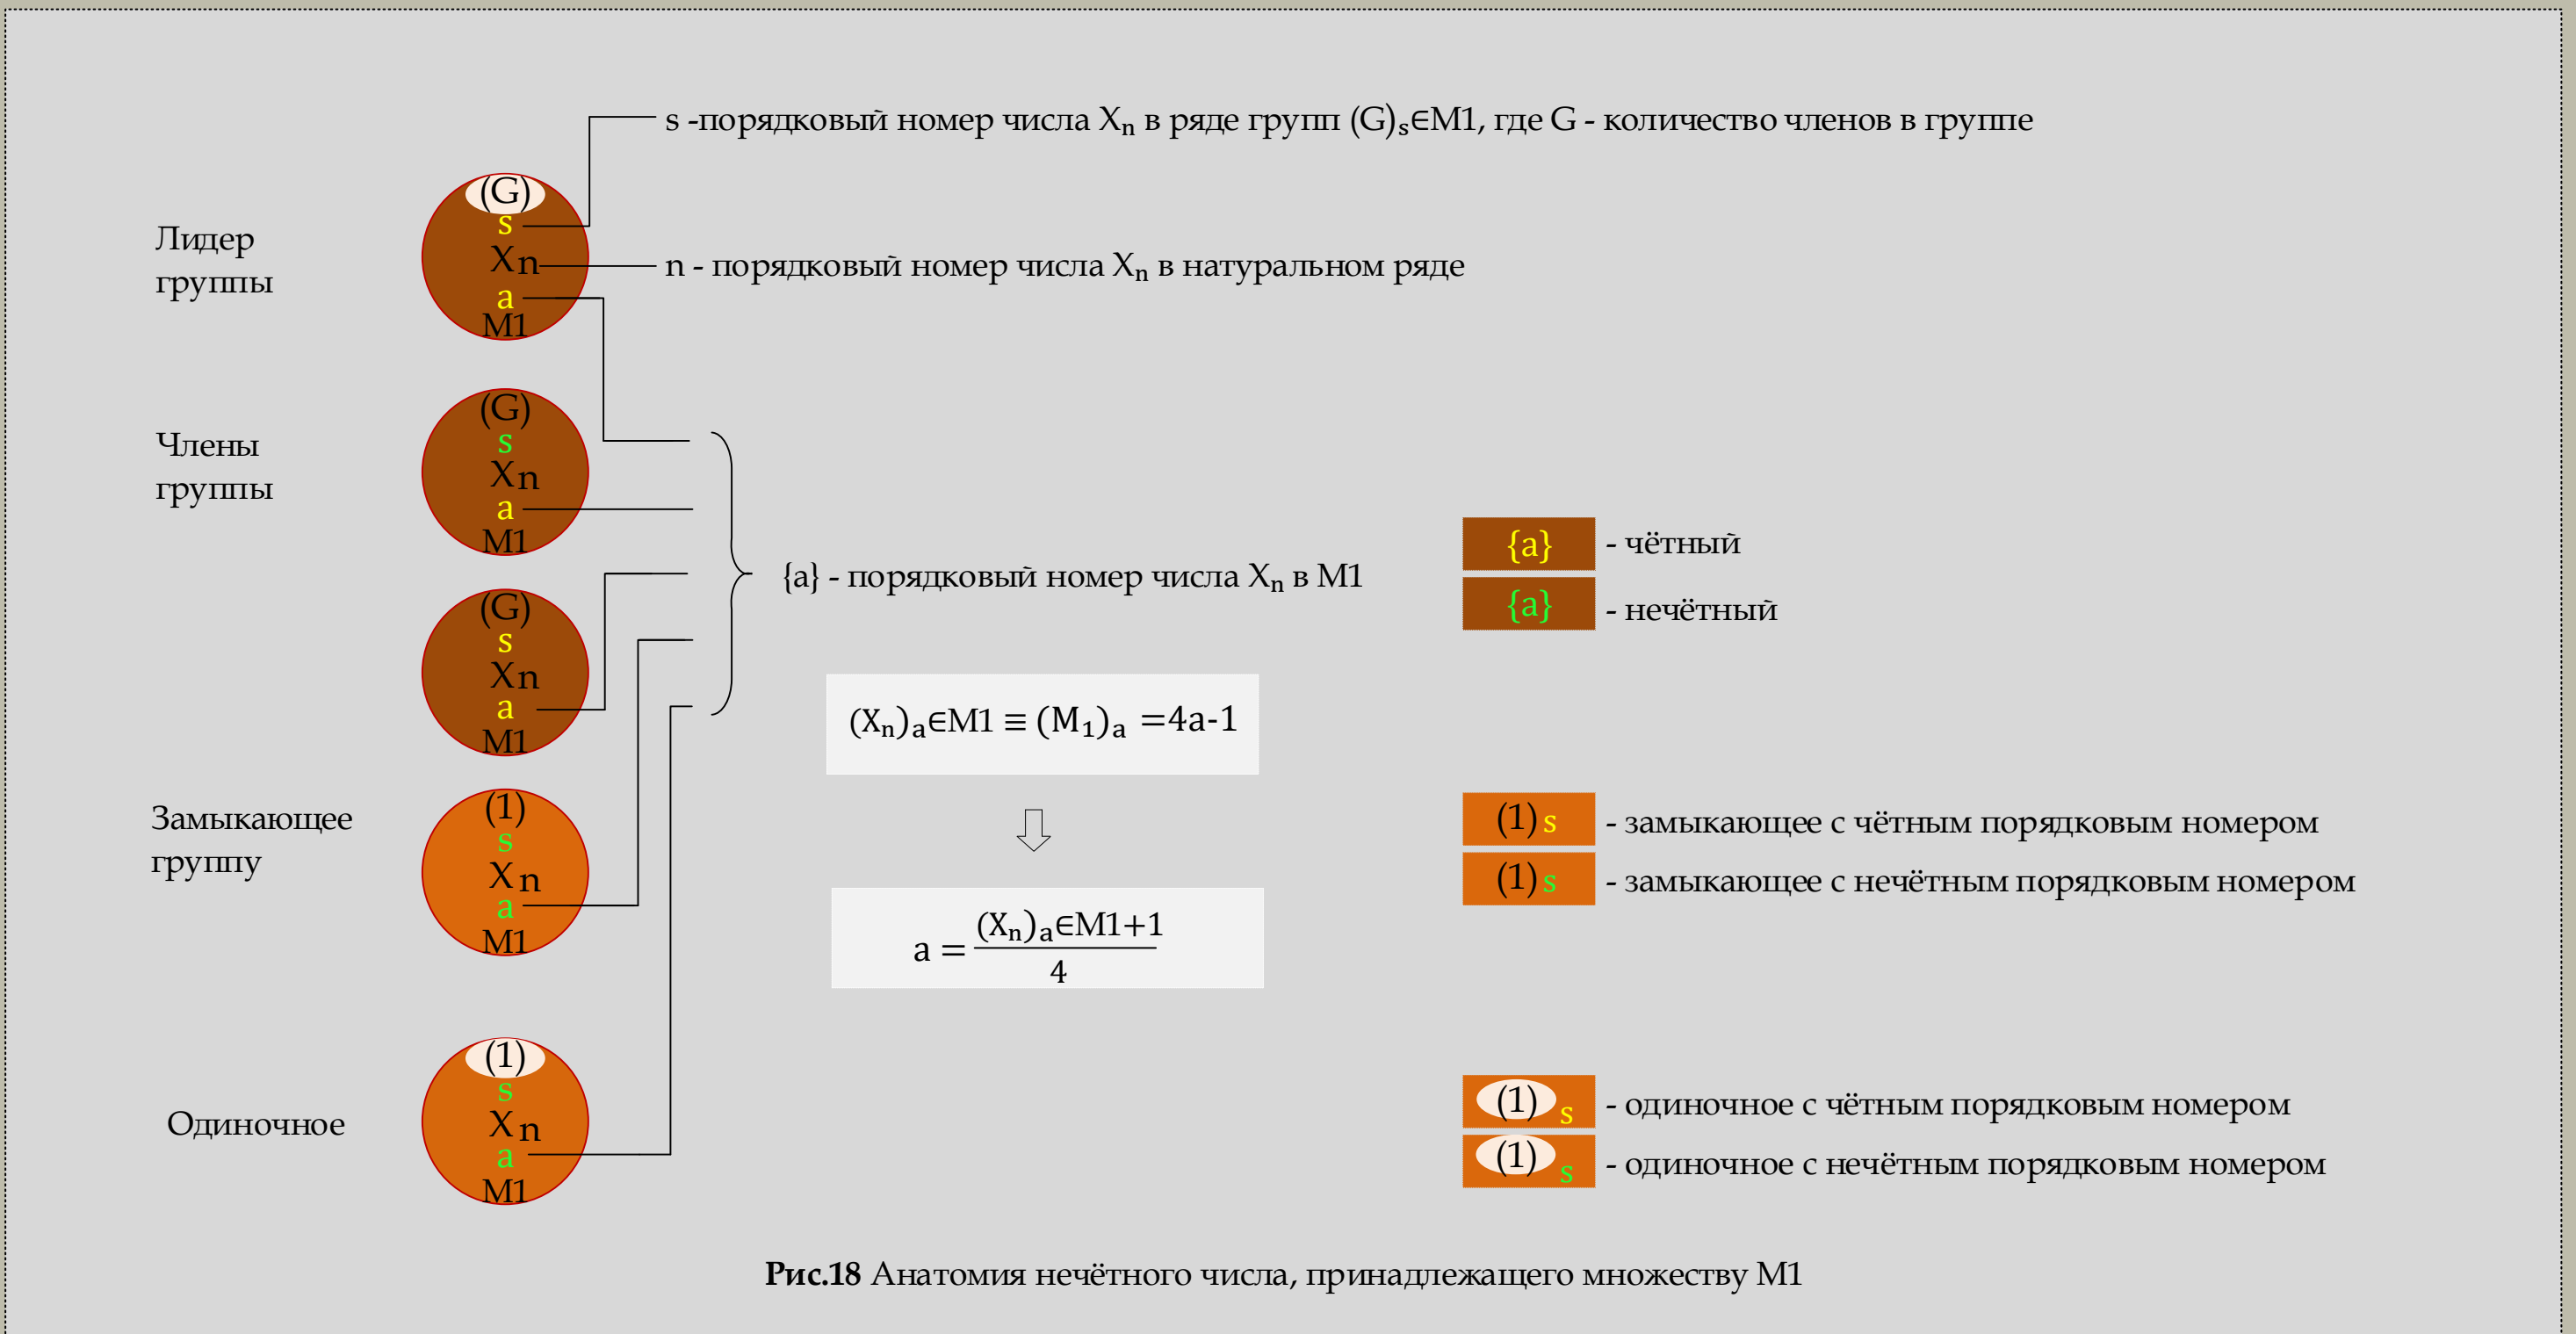 s -порядковый номер числа Xₙ в ряде групп (G)ₛ∈M1, где G - количество членов в группе
Лидер
группы
(G)
s
Xn
a
M1
n - порядковый номер числа Xₙ в натуральном ряде
Члены
группы
(G)
s
Xn
a
M1
(G)
s
Xn
a
M1
{a} - порядковый номер числа Xₙ в M1
{a} - чётный
{a} - нечётный
(Xₙ)ₐ∈M1 ≡ (M₁)ₐ =4a-1
a = (Xₙ)ₐ∈M1+1
4
Замыкающее
группу
(1)
s
Xn
a
M1
(1) s - замыкающее с чётным порядковым номером
(1) s - замыкающее с нечётным порядковым номером
Одиночное
(1)
s
Xn
a
M1
(1) s - одиночное с чётным порядковым номером
(1) s - одиночное с нечётным порядковым номером
Рис.18 Анатомия нечётного числа, принадлежащего множеству M1